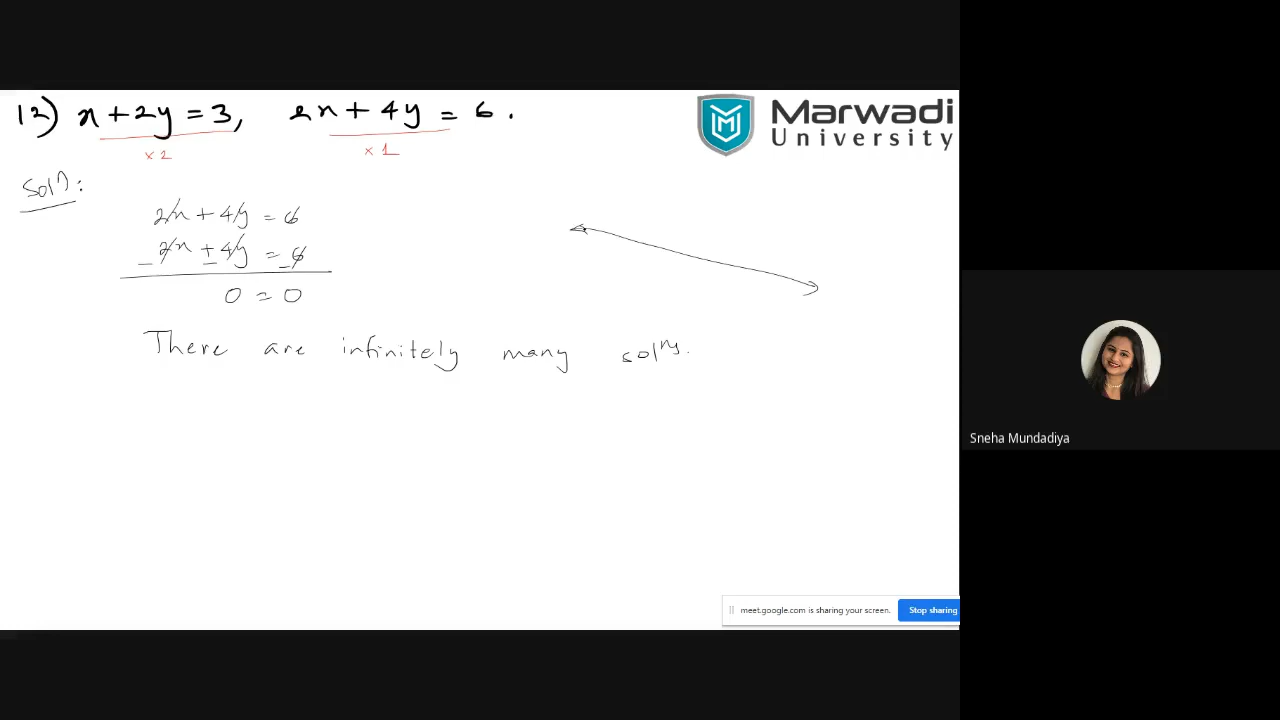 12) x + 2y = 3, 2x + 4y = 6.
Marwadi
University
x 2
x 1
Solⁿ:
2x + 4y = 6
2x + 4y = 6
_ _ _
0 = 0
There are infinitely many solⁿs.
Sneha Mundadiya
meet.google.com is sharing your screen.
Stop sharing